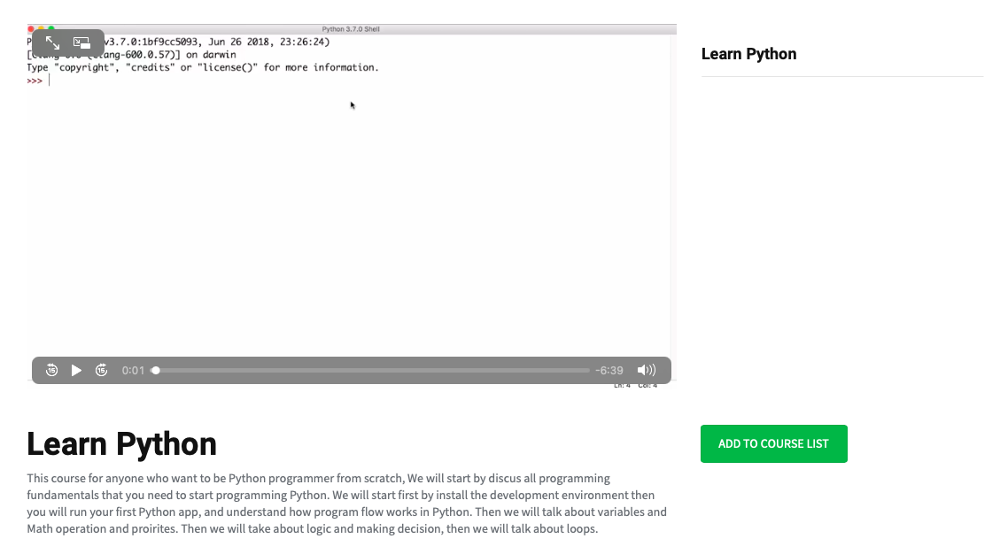 Python 3.7.0 Shell
v3.7.0:1bf9cc5093, Jun 26 2018, 23:26:24)
(clang-600.0.57)] on darwin
Type "copyright", "credits" or "license()" for more information.
>>>
15 15 0:01 -6:39
Ln: 4 Col: 4
Learn Python
Learn Python
ADD TO COURSE LIST
This course for anyone who want to be Python programmer from scratch, We will start by discus all programming
fundamentals that you need to start programming Python. We will start first by install the development environment then
you will run your first Python app, and understand how program flow works in Python. Then we will talk about variables and
Math operation and proirites. Then we will take about logic and making decision, then we will talk about loops.